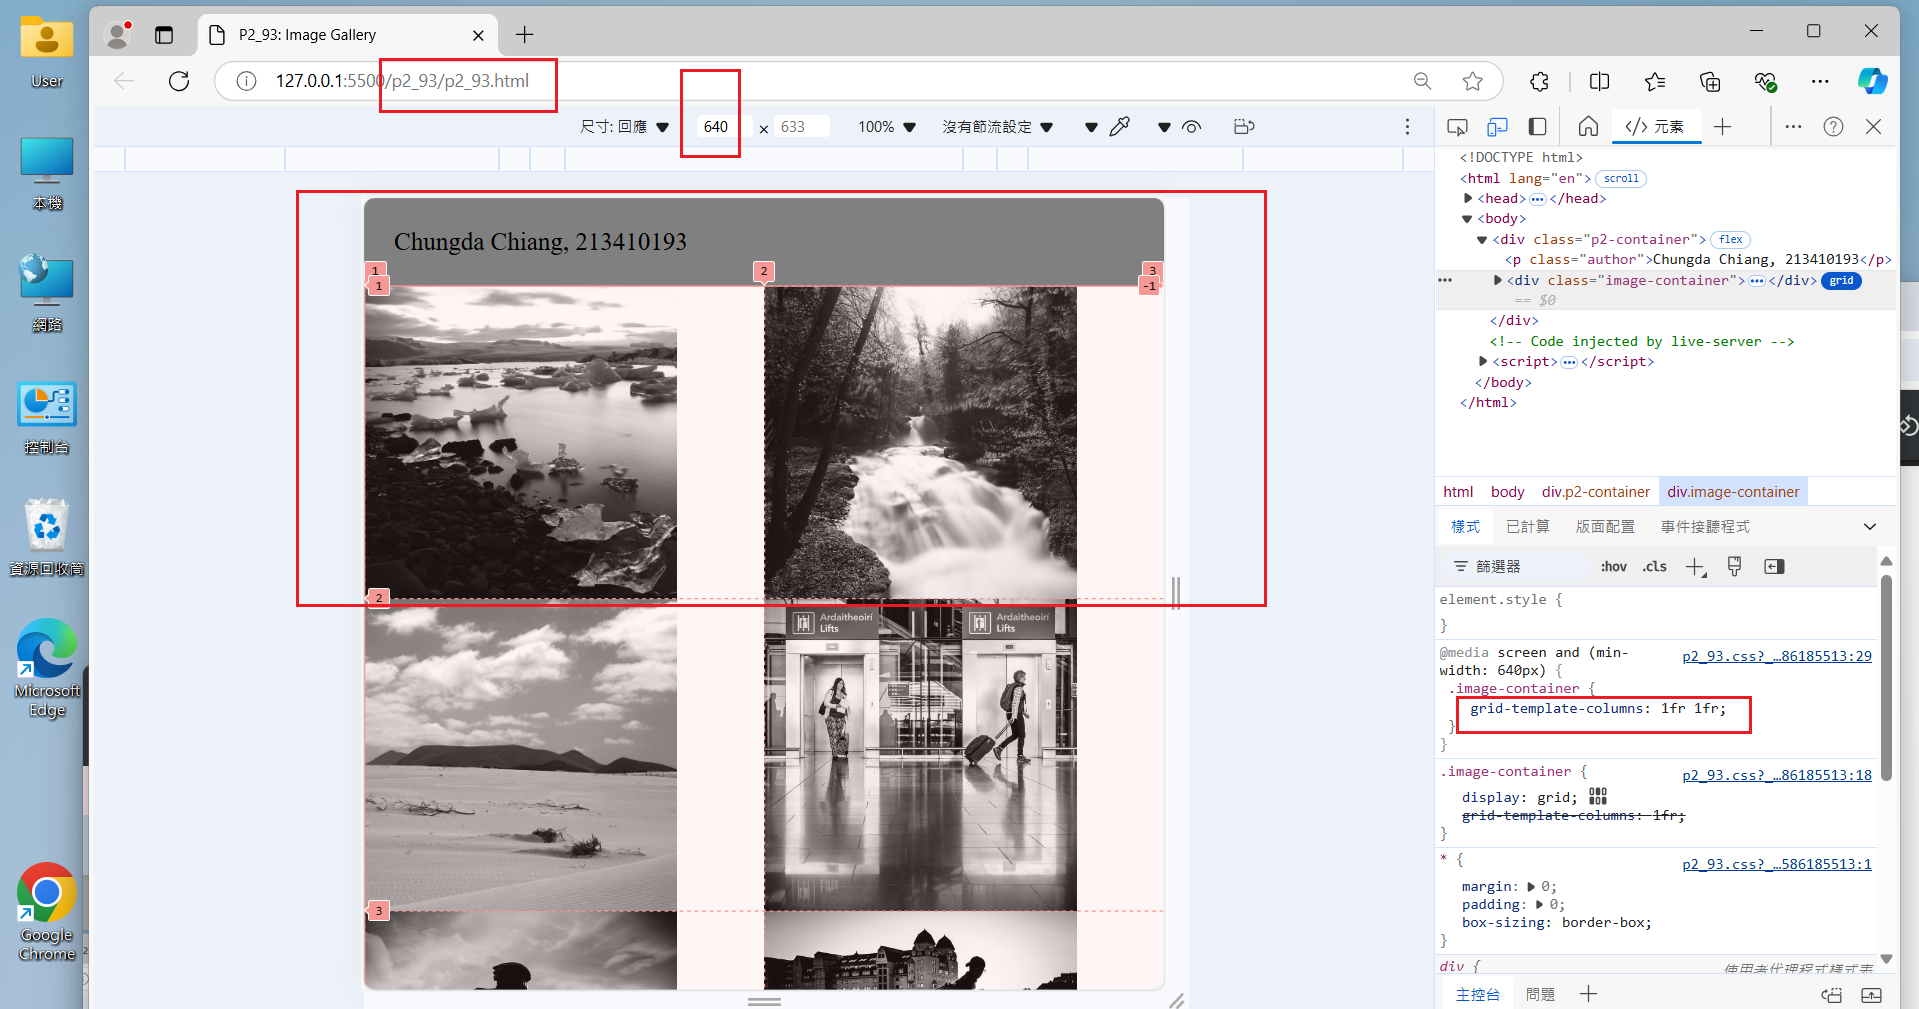 User
本機
網路
控制台
資源回收筒
Microsoft
Edge
Google
Chrome
P2_93: Image Gallery
127.0.0.1:5500/p2_93/p2_93.html
尺寸: 回應
640
×
633
100%
沒有節流設定
</> 元素
Chungda Chiang, 213410193
1
1
2
3
-1
2
3
Ardaitheoirí
Lifts
Ardaitheoirí
Lifts
<!DOCTYPE html>
<html lang="en">
scroll
<head>
</head>
<body>
<div class="p2-container">
flex
<p class="author">Chungda Chiang, 213410193</p>
<div class="image-container">
</div>
grid
== $0
</div>
<!-- Code injected by live-server -->
<script>
</script>
</body>
</html>
html
body
div.p2-container
div.image-container
樣式
已計算
版面配置
事件接聽程式
篩選器
:hov
.cls
element.style {
}
@media screen and (min-
width: 640px) {
p2_93.css?_…86185513:29
.image-container {
grid-template-columns: 1fr 1fr;
}
}
.image-container {
p2_93.css?_…86185513:18
display: grid;
grid-template-columns: 1fr;
}
* {
p2_93.css?_…586185513:1
margin: 0;
padding: 0;
box-sizing: border-box;
}
div {
使用者代理程式樣式表
主控台
問題